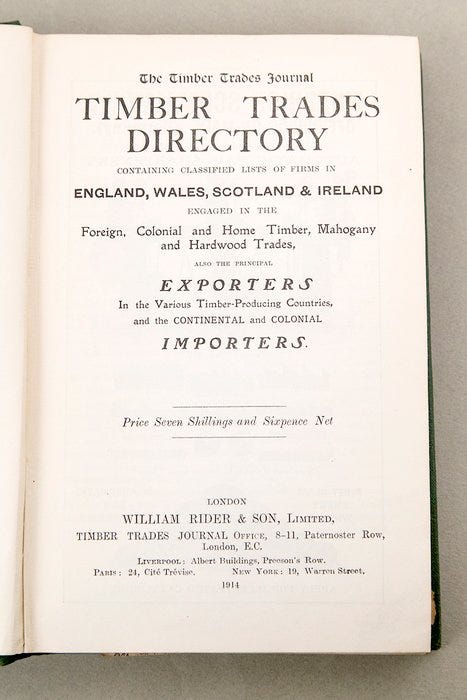 The Timber Trades Journal
TIMBER TRADES
DIRECTORY
CONTAINING CLASSIFIED LISTS OF FIRMS IN
ENGLAND, WALES, SCOTLAND & IRELAND
ENGAGED IN THE
Foreign, Colonial and Home Timber, Mahogany
and Hardwood Trades,
ALSO THE PRINCIPAL
EXPORTERS
In the Various Timber-Producing Countries,
and the CONTINENTAL and COLONIAL
IMPORTERS.
Price Seven Shillings and Sixpence Net
LONDON
WILLIAM RIDER & SON, LIMITED,
TIMBER TRADES JOURNAL OFFICE, 8-11, Paternoster Row,
London, E.C.
LIVERPOOL: Albert Buildings, Preeson's Row.
PARIS: 24, Cité Trévise. NEW YORK: 19, Warren Street.
1914